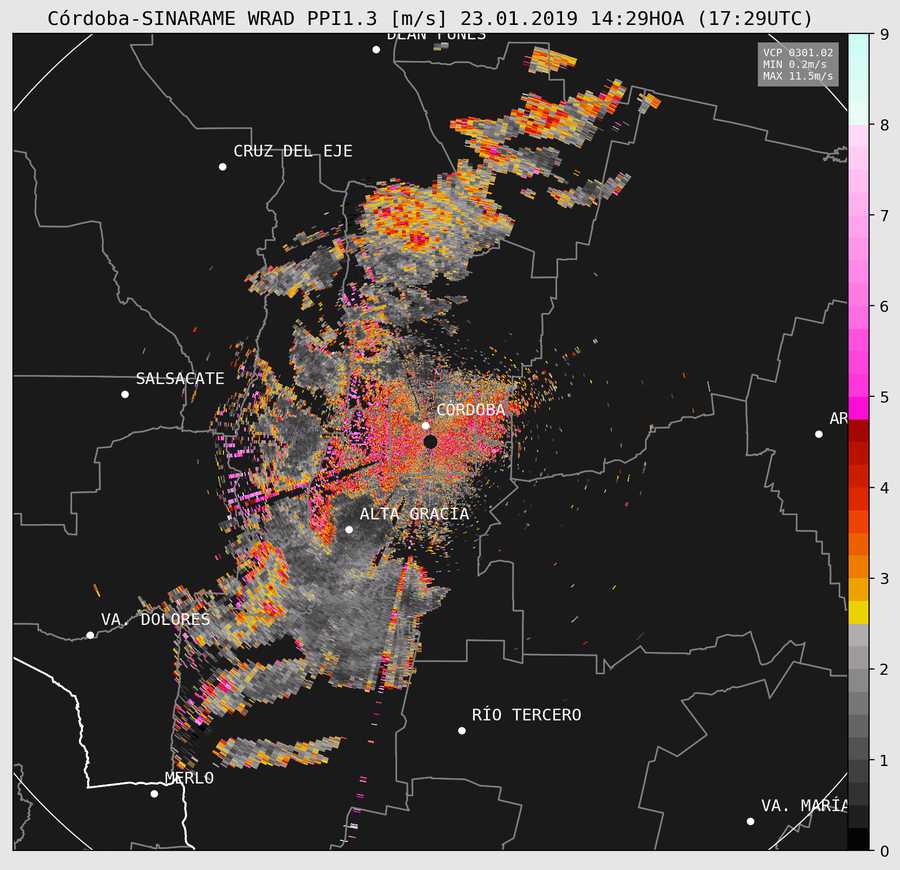 Córdoba-SINARAME WRAD PPI1.3 [m/s] 23.01.2019 14:29HOA (17:29UTC)
DEAN FUNES
VCP 0301.02
MIN 0.2m/s
MAX 11.5m/s
CRUZ DEL EJE
SALSACATE
CÓRDOBA
AR
ALTA GRACIA
VA. DOLORES
RÍO TERCERO
MERLO
VA. MARÍA
9
8
7
6
5
4
3
2
1
0